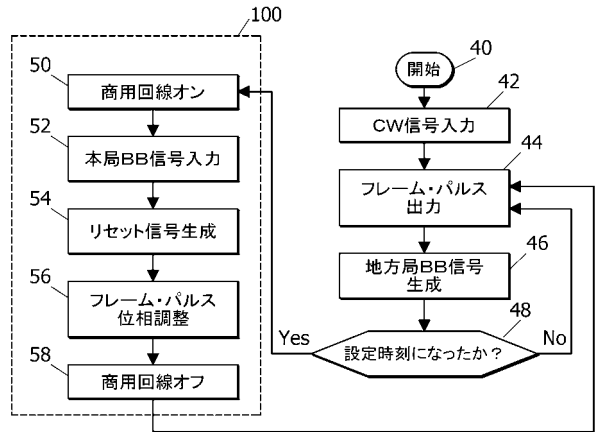 100
50
商用回線オン
52
本局BB信号入力
54
リセット信号生成
56
フレーム・パルス
位相調整
58
商用回線オフ
開始
40
CW信号入力
42
フレーム・パルス
出力
44
地方局BB信号
生成
46
設定時刻になったか?
48
Yes
No